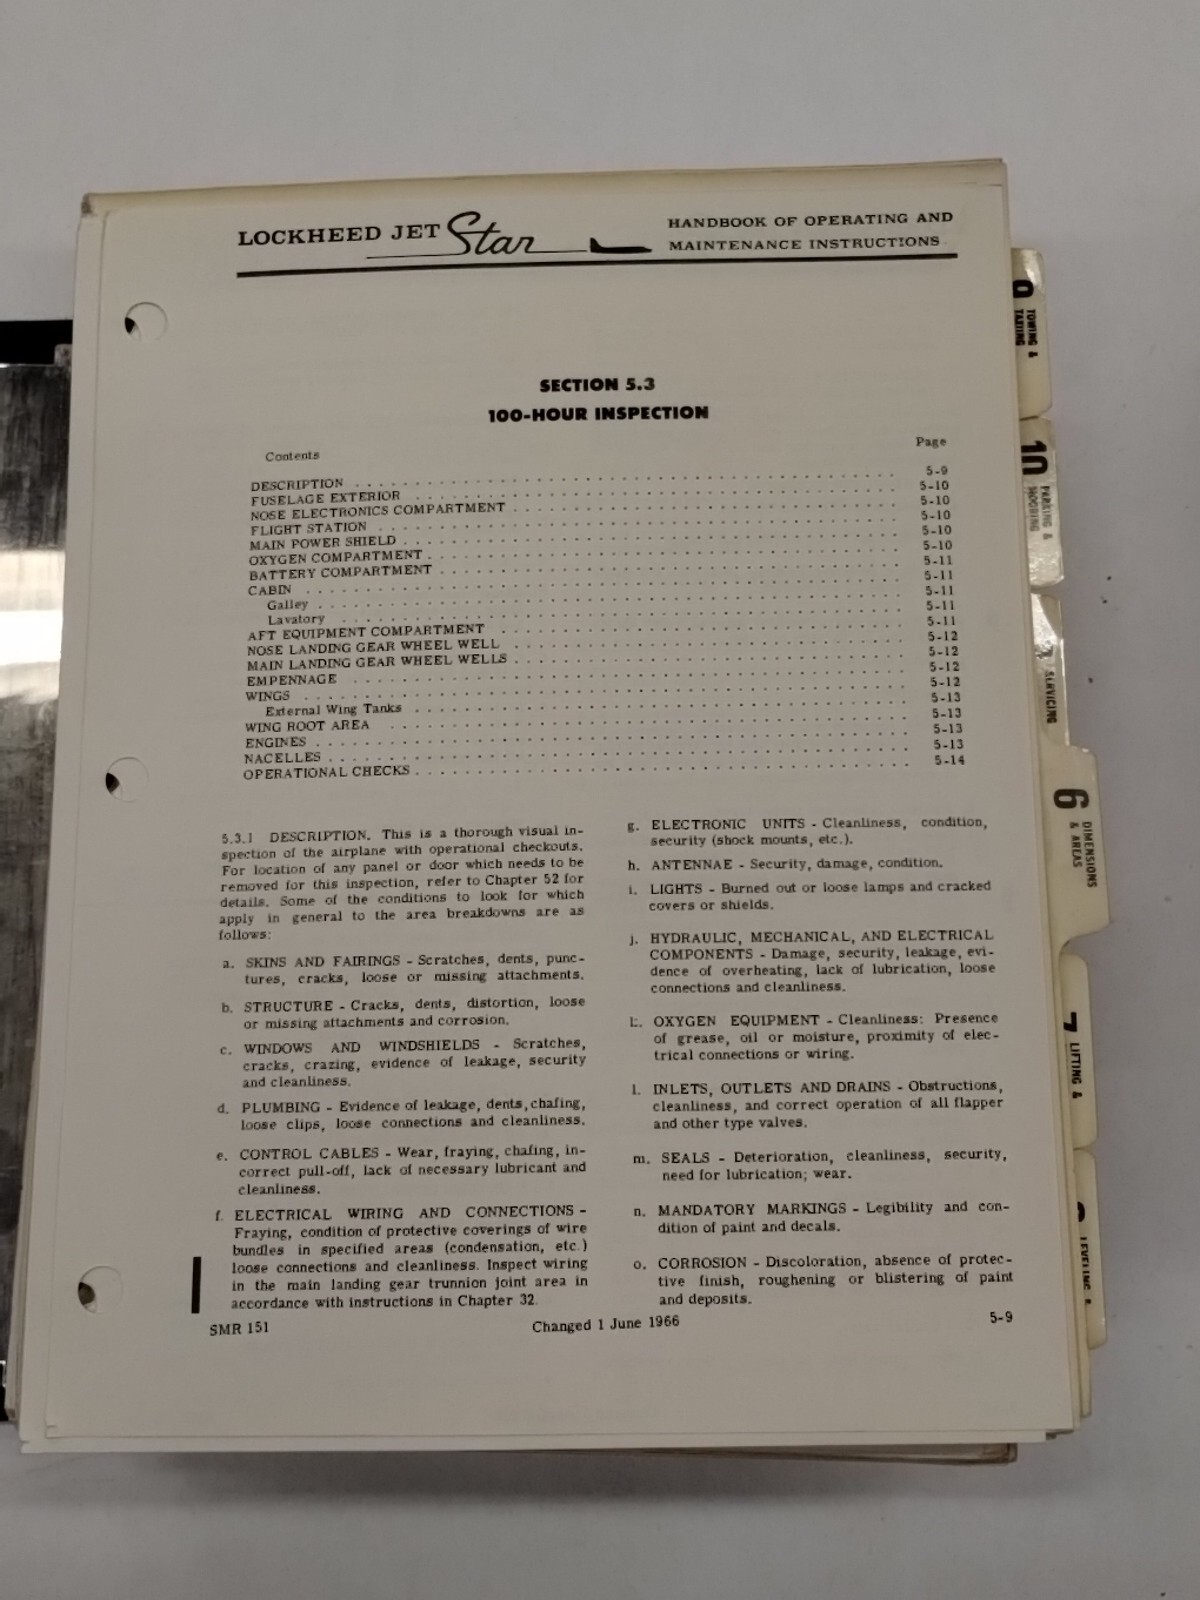 LOCKHEED JET Star
HANDBOOK OF OPERATING AND
MAINTENANCE INSTRUCTIONS
SECTION 5.3
100-HOUR INSPECTION
Contents Page
DESCRIPTION . . . . . . . . . . 5-9
FUSELAGE EXTERIOR . . . . . . . . . . 5-10
NOSE ELECTRONICS COMPARTMENT . . . . . . . . . . 5-10
FLIGHT STATION . . . . . . . . . . 5-10
MAIN POWER SHIELD . . . . . . . . . . 5-10
OXYGEN COMPARTMENT . . . . . . . . . . 5-10
BATTERY COMPARTMENT . . . . . . . . . . 5-11
CABIN . . . . . . . . . . 5-11
Galley . . . . . . . . . . 5-11
Lavatory . . . . . . . . . . 5-11
AFT EQUIPMENT COMPARTMENT . . . . . . . . . . 5-11
NOSE LANDING GEAR WHEEL WELL . . . . . . . . . . 5-12
MAIN LANDING GEAR WHEEL WELLS . . . . . . . . . . 5-12
EMPENNAGE . . . . . . . . . . 5-12
WINGS . . . . . . . . . . 5-12
External Wing Tanks . . . . . . . . . . 5-13
WING ROOT AREA . . . . . . . . . . 5-13
ENGINES . . . . . . . . . . 5-13
NACELLES . . . . . . . . . . 5-13
OPERATIONAL CHECKS . . . . . . . . . . 5-14
5.3.1 DESCRIPTION. This is a thorough visual in-
spection of the airplane with operational checkouts.
For location of any panel or door which needs to be
removed for this inspection, refer to Chapter 52 for
details. Some of the conditions to look for which
apply in general to the area breakdowns are as
follows:
a. SKINS AND FAIRINGS - Scratches, dents, punc-
tures, cracks, loose or missing attachments.
b. STRUCTURE - Cracks, dents, distortion, loose
or missing attachments and corrosion.
c. WINDOWS AND WINDSHIELDS - Scratches,
cracks, crazing, evidence of leakage, security
and cleanliness.
d. PLUMBING - Evidence of leakage, dents, chafing,
loose clips, loose connections and cleanliness.
e. CONTROL CABLES - Wear, fraying, chafing, in-
correct pull-off, lack of necessary lubricant and
cleanliness.
f. ELECTRICAL WIRING AND CONNECTIONS -
Fraying, condition of protective coverings of wire
bundles in specified areas (condensation, etc.)
loose connections and cleanliness. Inspect wiring
in the main landing gear trunnion joint area in
accordance with instructions in Chapter 32.
g. ELECTRONIC UNITS - Cleanliness, condition,
security (shock mounts, etc.).
h. ANTENNAE - Security, damage, condition.
i. LIGHTS - Burned out or loose lamps and cracked
covers or shields.
j. HYDRAULIC, MECHANICAL, AND ELECTRICAL
COMPONENTS - Damage, security, leakage, evi-
dence of overheating, lack of lubrication, loose
connections and cleanliness.
k. OXYGEN EQUIPMENT - Cleanliness: Presence
of grease, oil or moisture, proximity of elec-
trical connections or wiring.
l. INLETS, OUTLETS AND DRAINS - Obstructions,
cleanliness, and correct operation of all flapper
and other type valves.
m. SEALS - Deterioration, cleanliness, security,
need for lubrication; wear.
n. MANDATORY MARKINGS - Legibility and con-
dition of paint and decals.
o. CORROSION - Discoloration, absence of protec-
tive finish, roughening or blistering of paint
and deposits.
SMR 151 Changed 1 June 1966 5-9
9 TOWING &
TAXIING
10 PARKING &
MOORING
SERVICING
6 DIMENSIONS
& AREAS
7 LIFTING &
LEVELING &